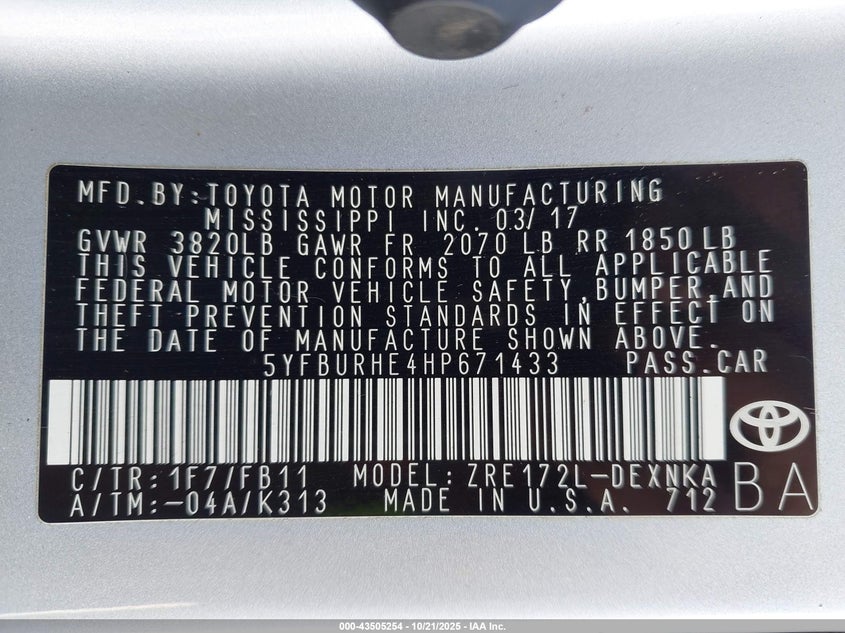 MFD.BY:TOYOTA MOTOR MANUFACTURING
MISSISSIPPI INC. 03/17
GVWR 3820LB GAWR FR 2070 LB RR 1850LB
THIS VEHICLE CONFORMS TO ALL APPLICABLE
FEDERAL MOTOR VEHICLE SAFETY,BUMPER,AND
THEFT PREVENTION STANDARDS IN EFFECT ON
THE DATE OF MANUFACTURE SHOWN ABOVE.
5YFBURHE4HP671433 PASS.CAR
C/TR:1F7/FB11 MODEL:ZRE172L-DEXNKA
A/TM:-04A/K313 MADE IN U.S.A. 712
BA
000-43505254 - 10/21/2025 - IAA Inc.